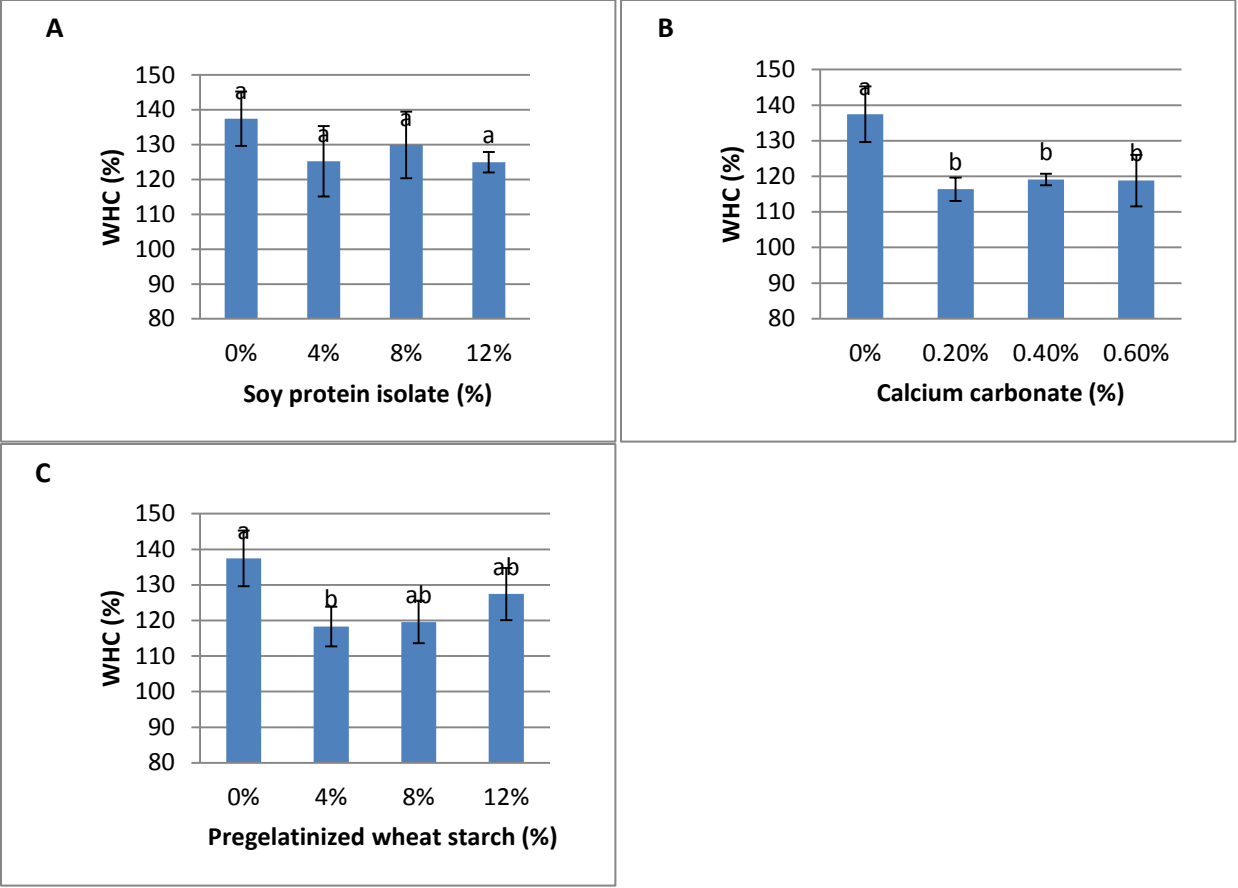 A
150
140
130
120
110
100
90
80
WHC (%)
a
a
a
a
0% 4% 8% 12%
Soy protein isolate (%)
B
150
140
130
120
110
100
90
80
WHC (%)
a
b
b
b
0% 0.20% 0.40% 0.60%
Calcium carbonate (%)
C
150
140
130
120
110
100
90
80
WHC (%)
a
b
ab
ab
0% 4% 8% 12%
Pregelatinized wheat starch (%)